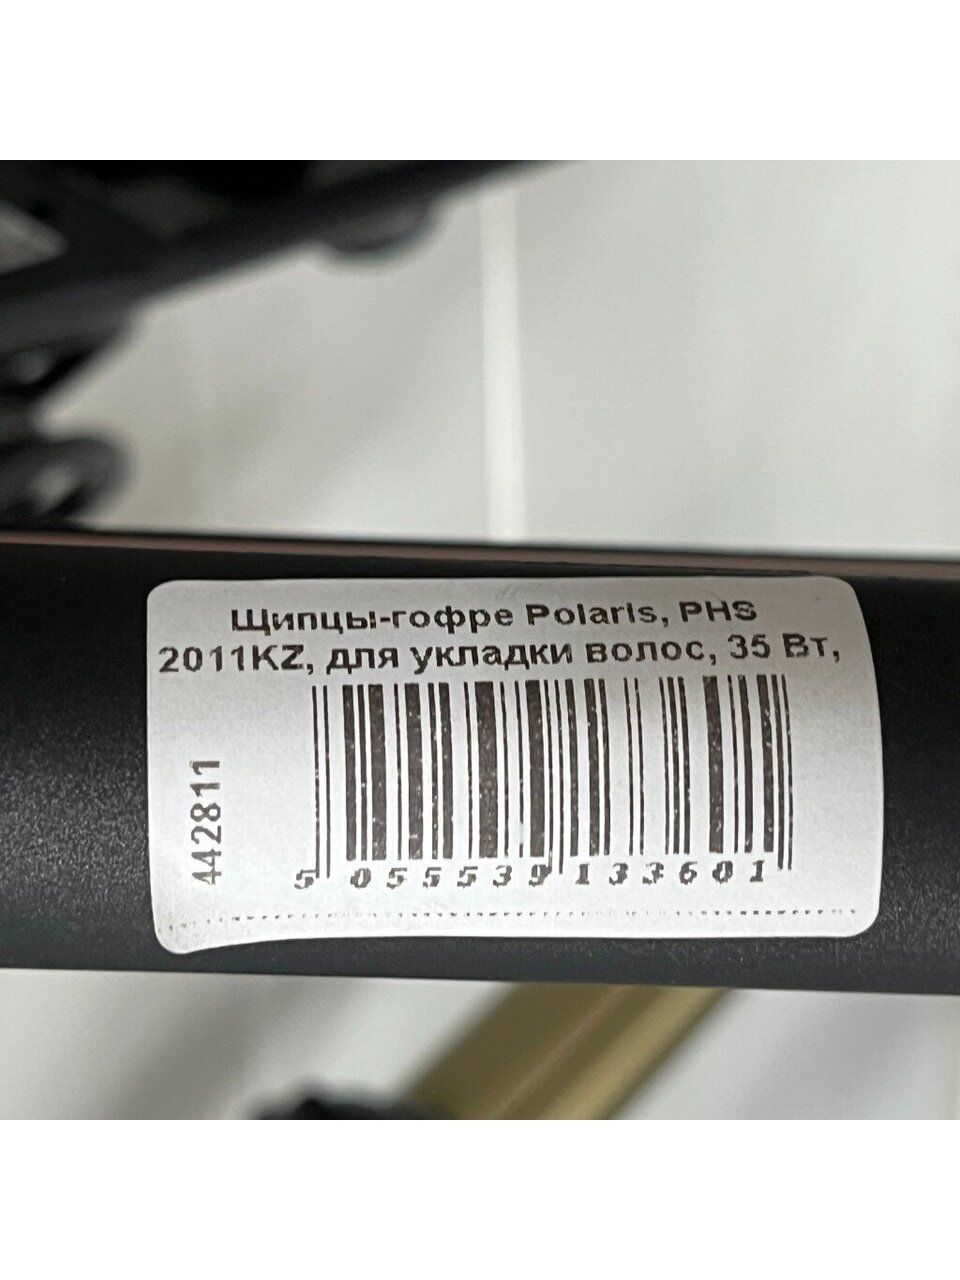 Щипцы-гофре Polaris, PHS
2011KZ, для укладки волос, 35 Вт,
442811
5 055539 133601